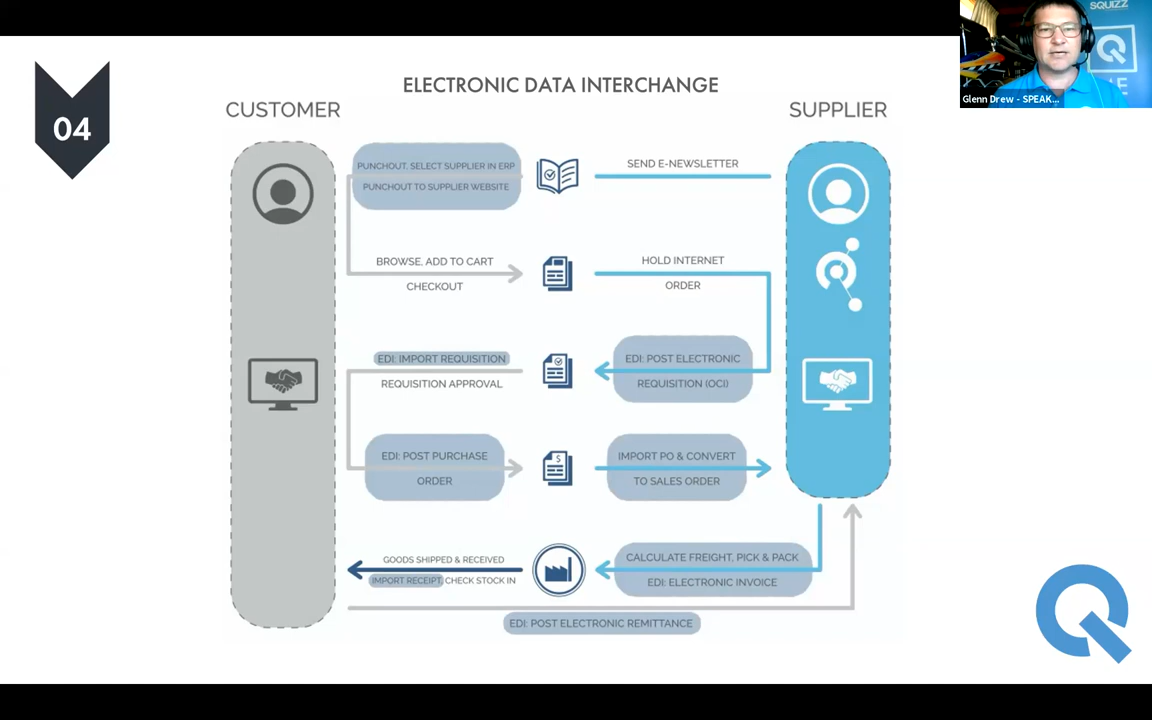 SQUIZZ
Glenn Drew - SPEAK...
04
ELECTRONIC DATA INTERCHANGE
CUSTOMER
SUPPLIER
PUNCHOUT, SELECT SUPPLIER IN ERP
PUNCHOUT TO SUPPLIER WEBSITE
SEND E-NEWSLETTER
BROWSE, ADD TO CART
CHECKOUT
HOLD INTERNET
ORDER
EDI: IMPORT REQUISITION
REQUISITION APPROVAL
EDI: POST ELECTRONIC
REQUISITION (OCI)
EDI: POST PURCHASE
ORDER
$
IMPORT PO & CONVERT
TO SALES ORDER
GOODS SHIPPED & RECEIVED
IMPORT RECEIPT, CHECK STOCK IN
CALCULATE FREIGHT, PICK & PACK
EDI: ELECTRONIC INVOICE
EDI: POST ELECTRONIC REMITTANCE